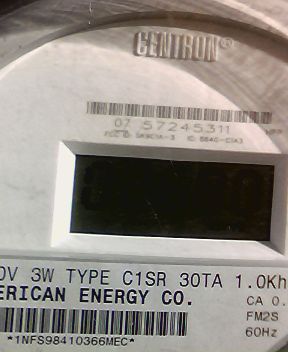 CENTRON®
07 57245311
0V 3W TYPE C1SR 30TA 1.0Kh
ERICAN ENERGY CO.
CA 0.
FM2S
60Hz
*1NFS98410366MEC*